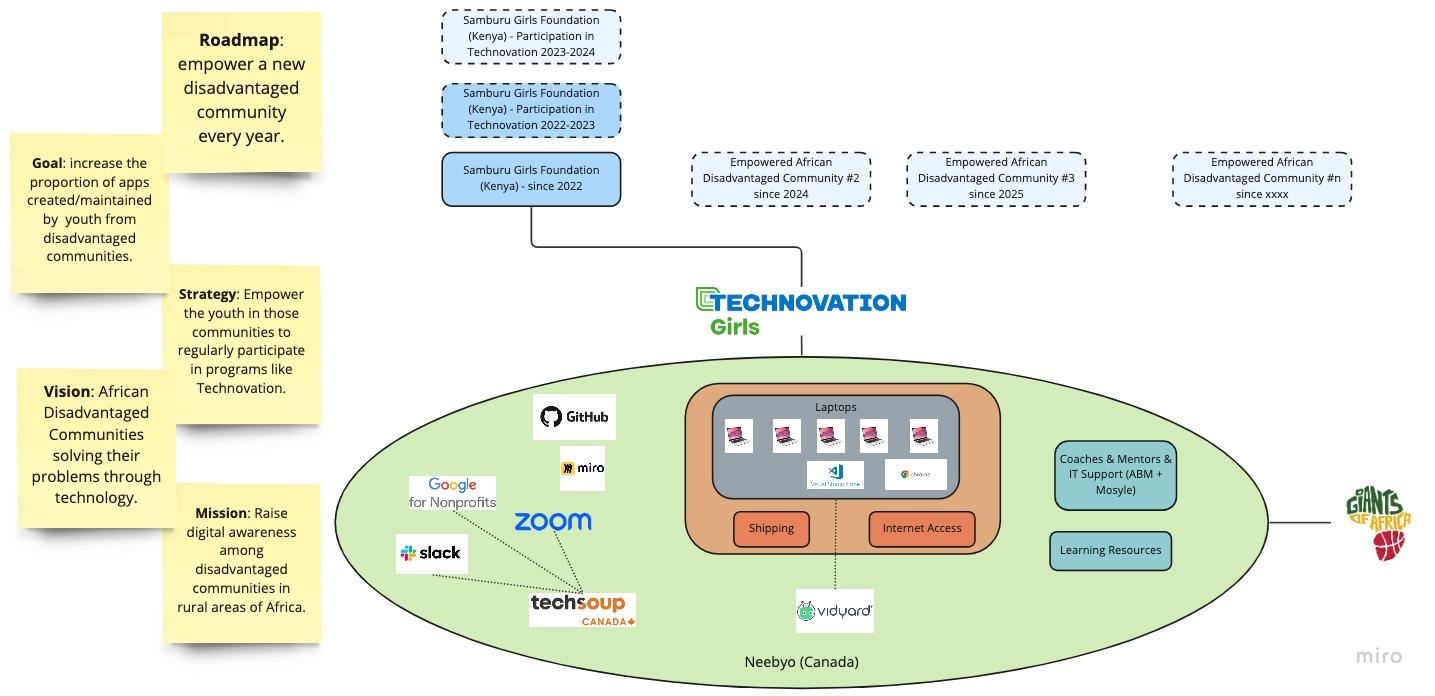 Roadmap:
empower a new
disadvantaged
community
every year.
Goal: increase the
proportion of apps
created/maintained
by  youth from
disadvantaged
communities.
Strategy: Empower
the youth in those
communities to
regularly participate
in programs like
Technovation.
Vision: African
Disadvantaged
Communities
solving their
problems through
technology.
Mission: Raise
digital awareness
among
disadvantaged
communities in
rural areas of Africa.
Samburu Girls Foundation
(Kenya) - Participation in
Technovation 2023-2024
Samburu Girls Foundation
(Kenya) - Participation in
Technovation 2022-2023
Samburu Girls Foundation
(Kenya) - since 2022
Empowered African
Disadvantaged Community #2
since 2024
Empowered African
Disadvantaged Community #3
since 2025
Empowered African
Disadvantaged Community #n
since xxxx
TECHNOVATION
Girls
GitHub
miro
Google
for Nonprofits
zoom
slack
techsoup
CANADA
Laptops
Visual Studio Code
chrome
Shipping
Internet Access
vidyard
Coaches & Mentors &
IT Support (ABM +
Mosyle)
Learning Resources
Neebyo (Canada)
GIANTS
OF AFRICA
miro